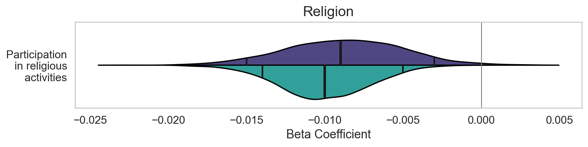 Religion
Participation
in religious
activities
−0.025 −0.020 −0.015 −0.010 −0.005 0.000 0.005
Beta Coefficient